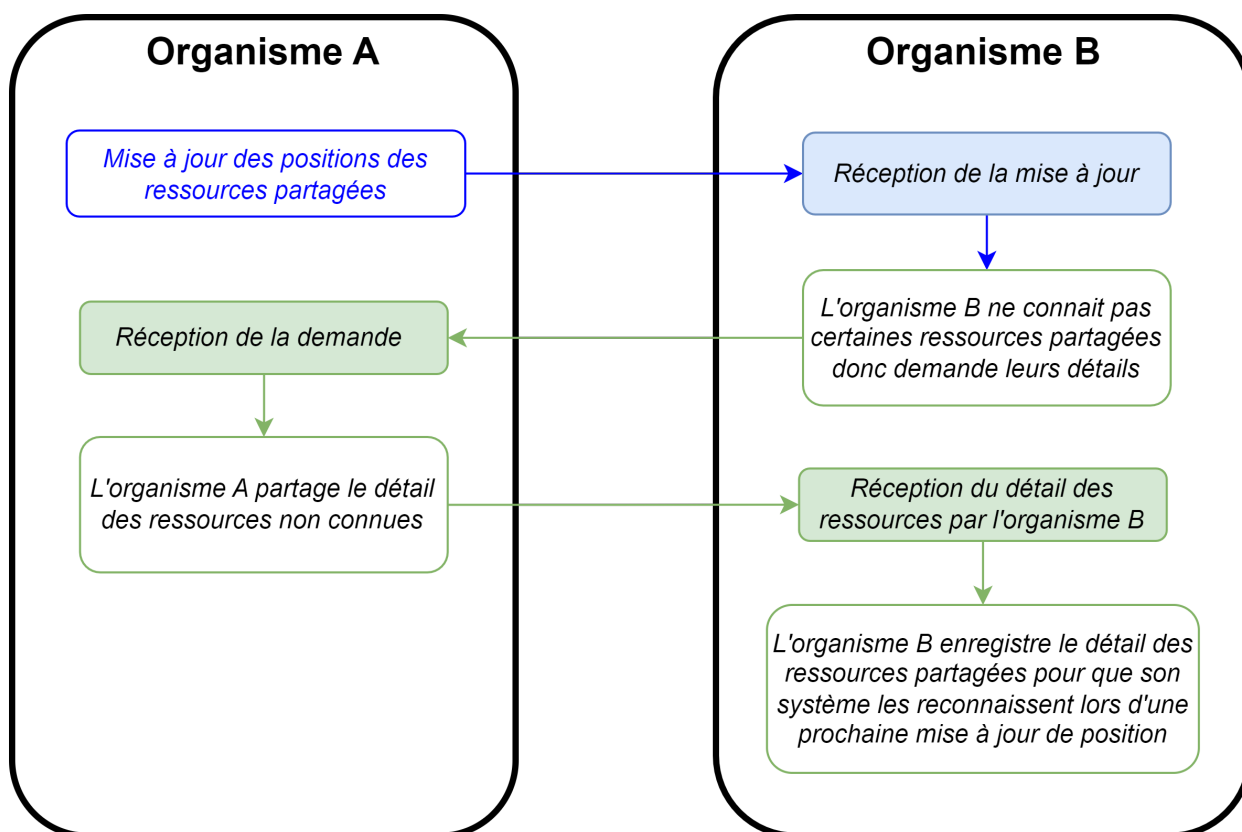 Organisme A
Organisme B
Mise à jour des positions des
ressources partagées
Réception de la mise à jour
L'organisme B ne connait pas
certaines ressources partagées
donc demande leurs détails
Réception de la demande
L'organisme A partage le détail
des ressources non connues
Réception du détail des
ressources par l'organisme B
L'organisme B enregistre le détail des
ressources partagées pour que son
système les reconnaissent lors d'une
prochaine mise à jour de position